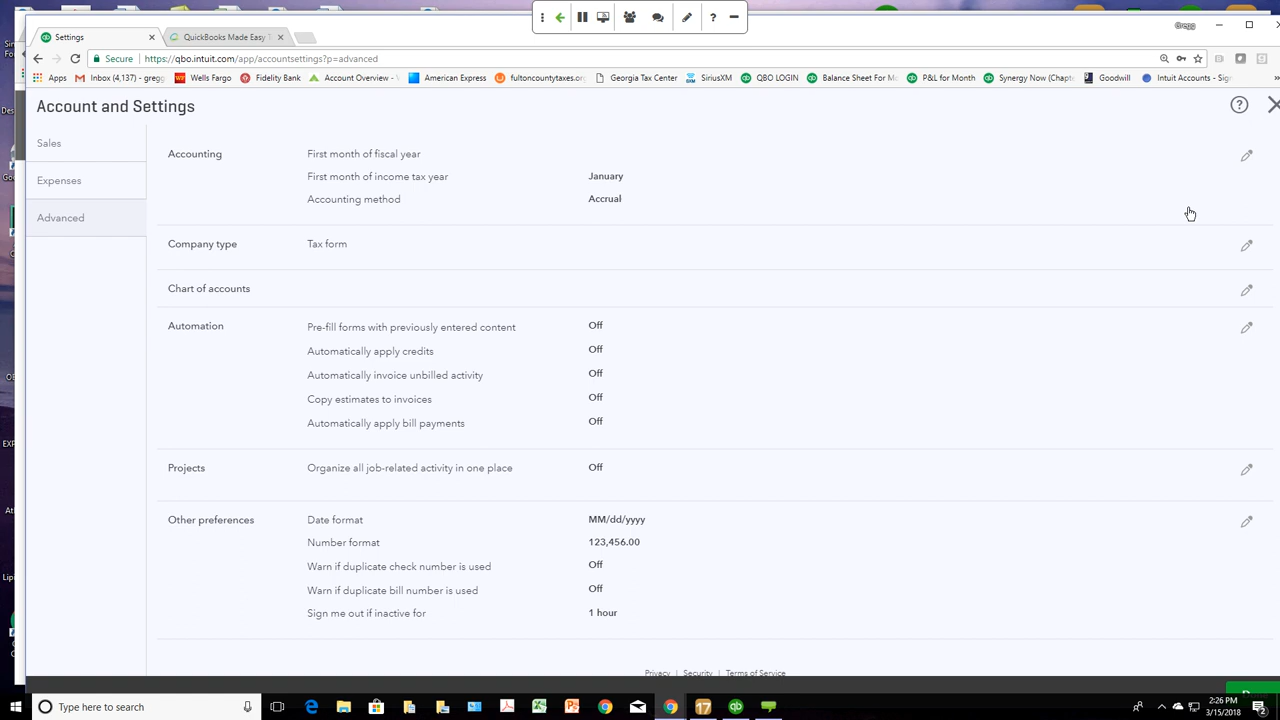 Gregg
Settings
QuickBooks Made Easy
Secure
https://qbo.intuit.com/app/accountsettings?p=advanced
Apps
Inbox (4,137) - gregg
Wells Fargo
Fidelity Bank
Account Overview -
American Express
fultoncountytaxes.org
Georgia Tax Center
SiriusXM
QBO LOGIN
Balance Sheet For M
P&L for Month
Synergy Now (Chapt
Goodwill
Intuit Accounts - Sign
»
Account and Settings
?
Sales
Expenses
Advanced
Accounting
First month of fiscal year
First month of income tax year January
Accounting method Accrual
Company type Tax form
Chart of accounts
Automation
Pre-fill forms with previously entered content Off
Automatically apply credits Off
Automatically invoice unbilled activity Off
Copy estimates to invoices Off
Automatically apply bill payments Off
Projects Organize all job-related activity in one place Off
Other preferences
Date format MM/dd/yyyy
Number format 123,456.00
Warn if duplicate check number is used Off
Warn if duplicate bill number is used Off
Sign me out if inactive for 1 hour
Privacy | Security | Terms of Service
Type here to search
17
2:26 PM
3/15/2018